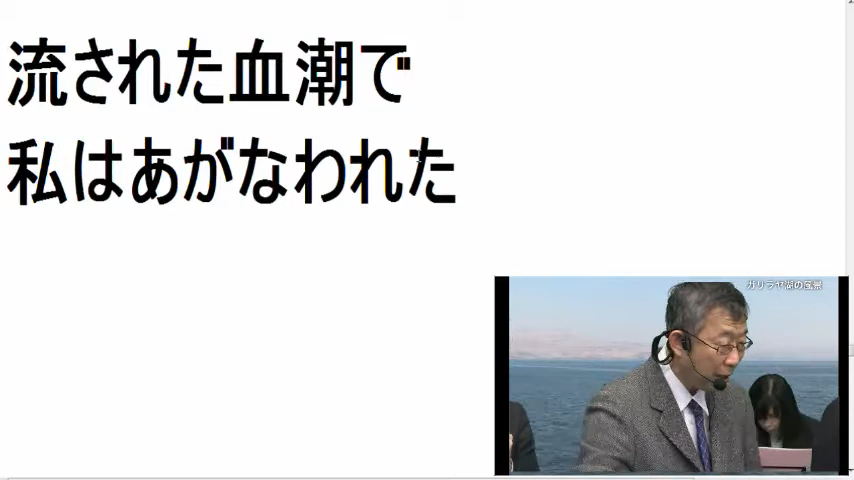 流された血潮で
私はあがなわれた
ガリラヤ湖の風景